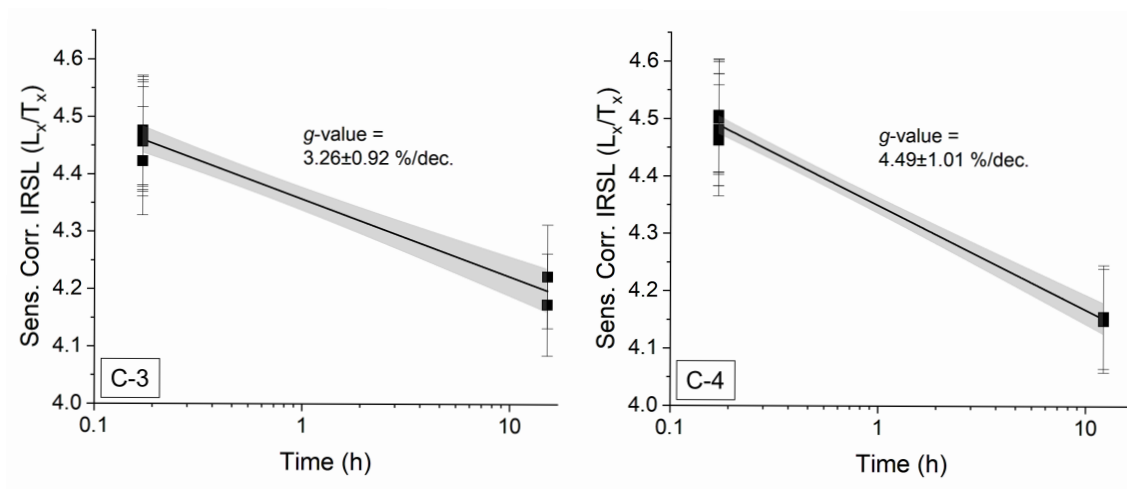 Sens. Corr. IRSL (Lₓ/Tₓ)
4.6
4.5
4.4
4.3
4.2
4.1
4.0
g-value =
3.26±0.92 %/dec.
C-3
0.1 1 10
Time (h)
Sens. Corr. IRSL (Lₓ/Tₓ)
4.6
4.5
4.4
4.3
4.2
4.1
4.0
g-value =
4.49±1.01 %/dec.
C-4
0.1 1 10
Time (h)